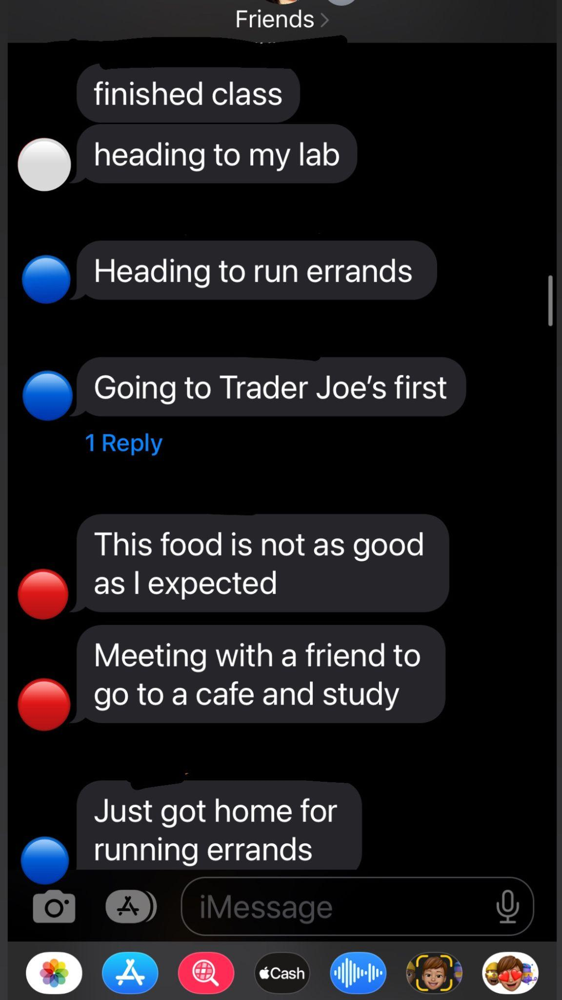 Friends
finished class
heading to my lab
Heading to run errands
Going to Trader Joe's first
1 Reply
This food is not as good
as I expected
Meeting with a friend to
go to a cafe and study
Just got home for
running errands
iMessage
Cash